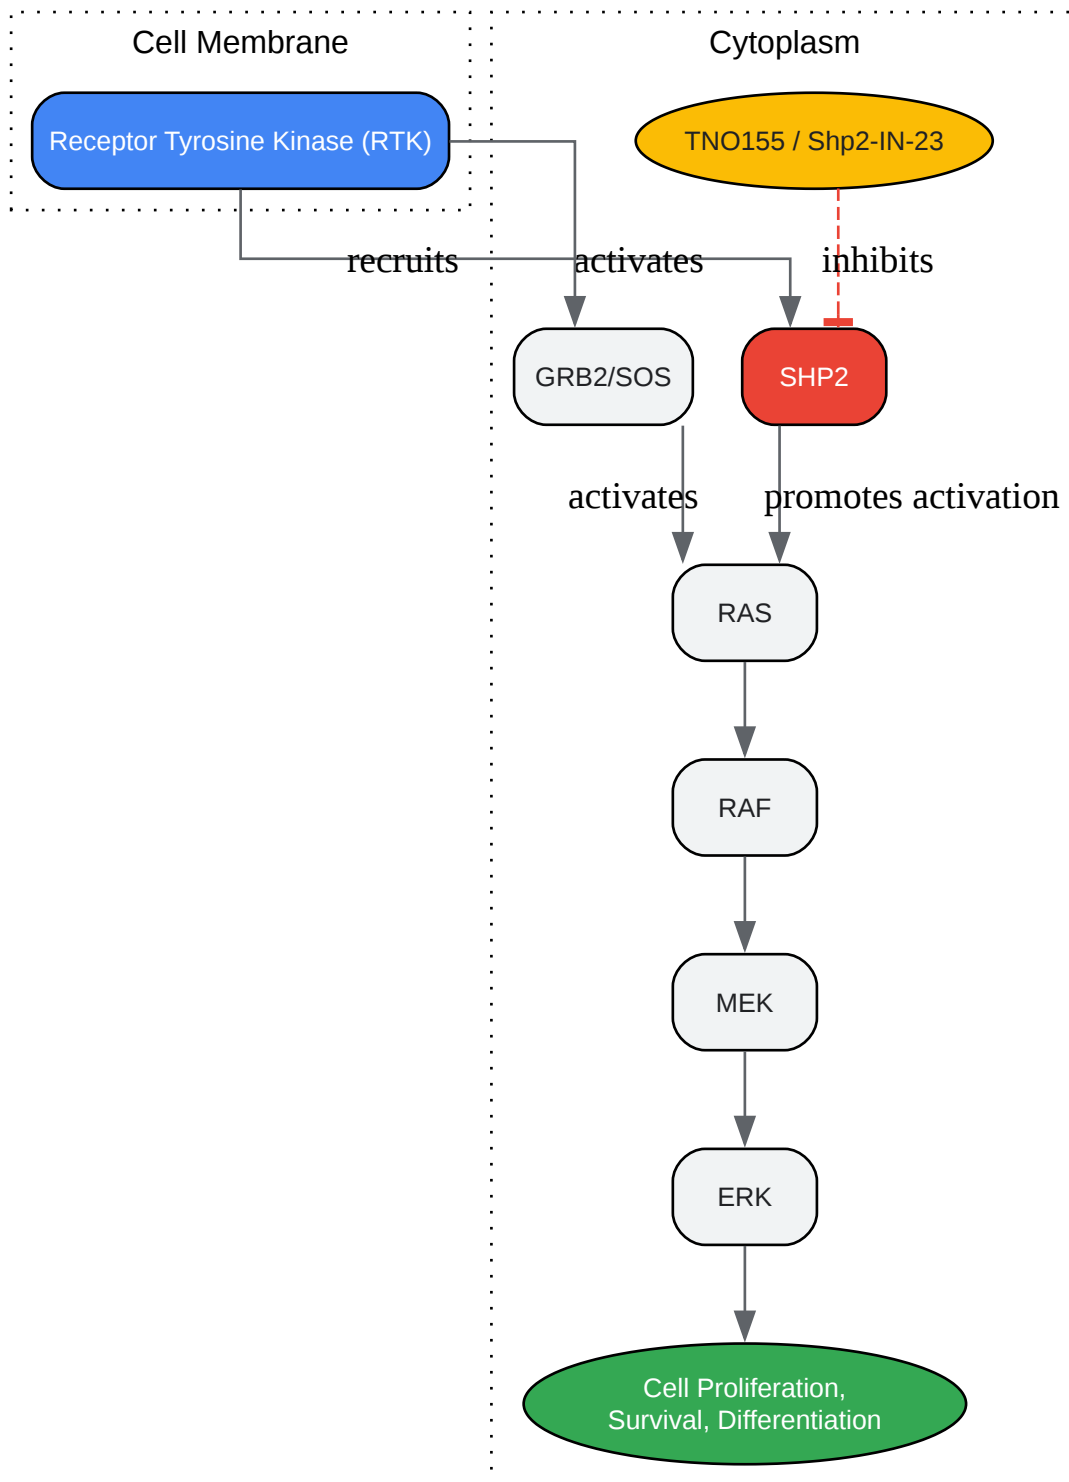 Cell Membrane
Cytoplasm
Receptor Tyrosine Kinase (RTK)
TNO155 / Shp2-IN-23
recruits
activates
inhibits
GRB2/SOS
SHP2
activates
promotes activation
RAS
RAF
MEK
ERK
Cell Proliferation,
Survival, Differentiation